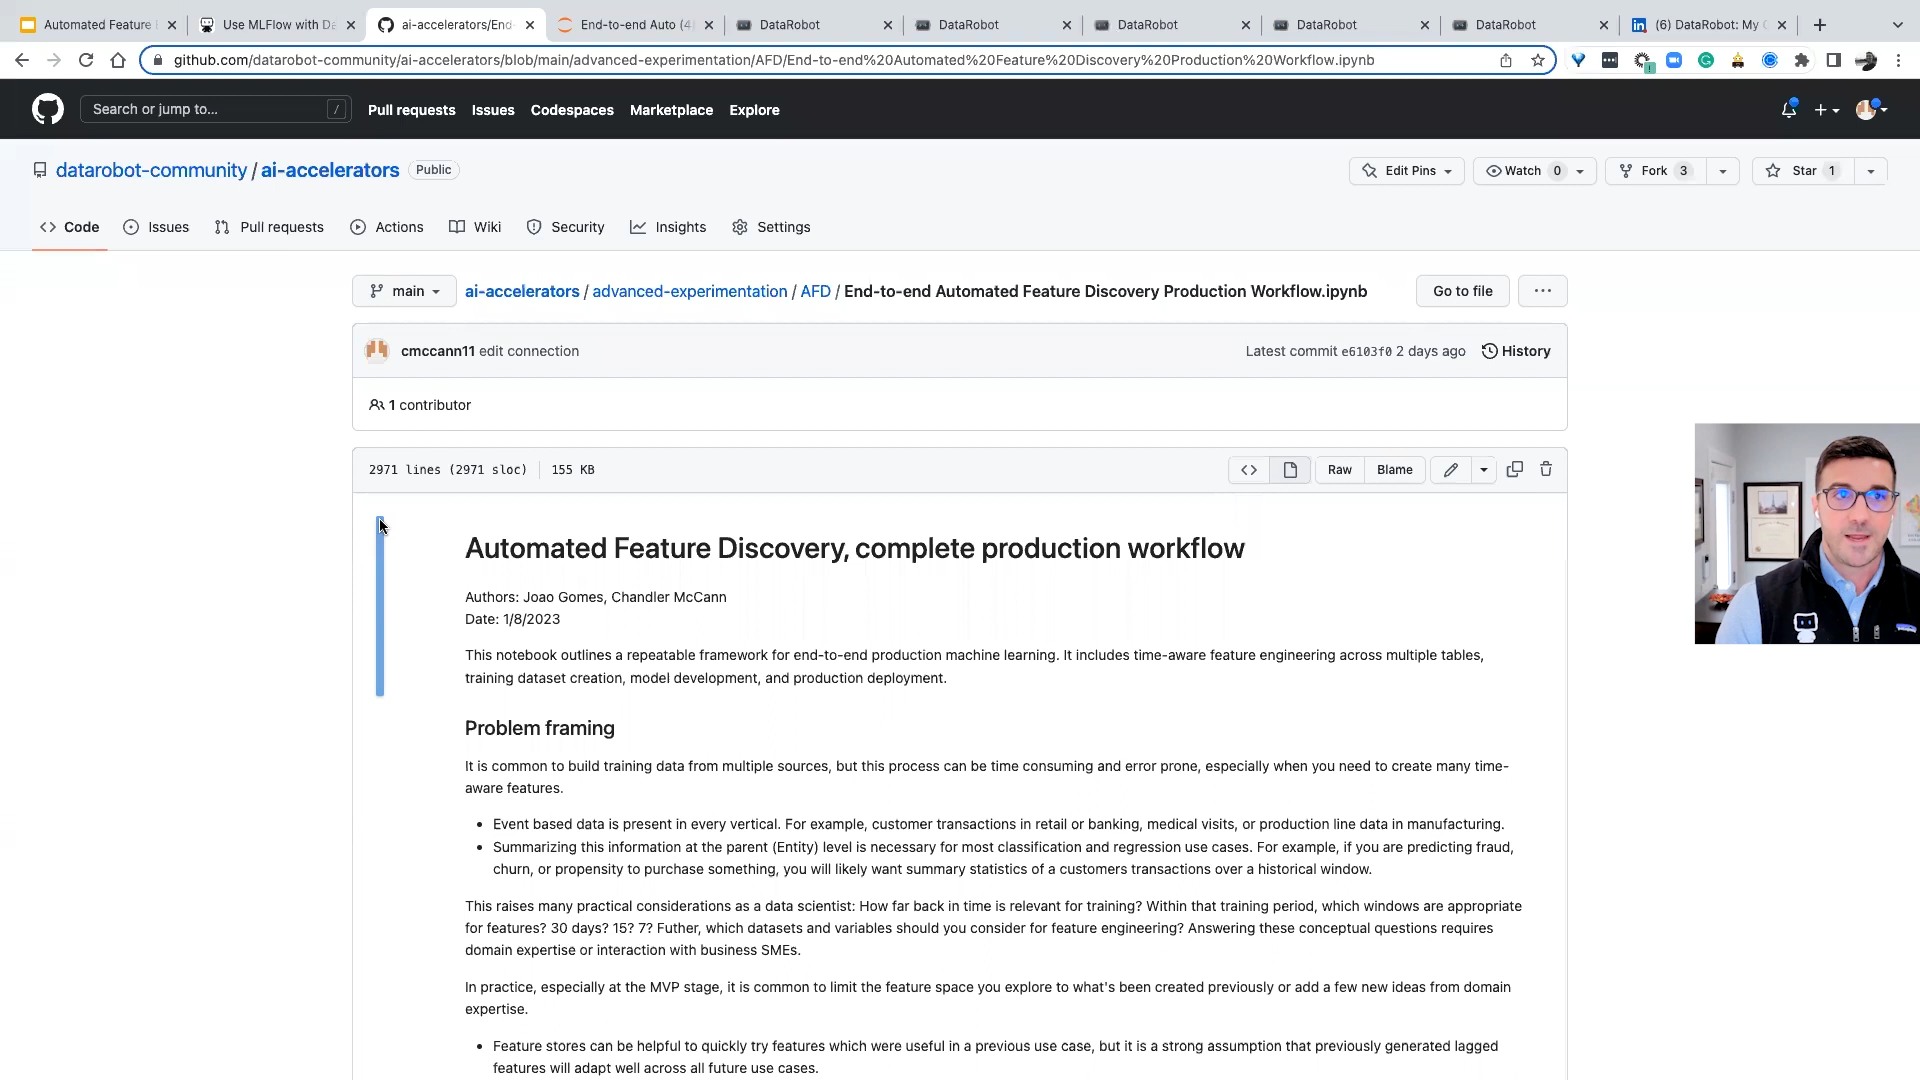 Automated Feature
Use MLFlow with Da
ai-accelerators/End-
End-to-end Auto (4
DataRobot
DataRobot
DataRobot
DataRobot
DataRobot
(6) DataRobot: My
github.com/datarobot-community/ai-accelerators/blob/main/advanced-experimentation/AFD/End-to-end%20Automated%20Feature%20Discovery%20Production%20Workflow.ipynb
Search or jump to... /
Pull requests Issues Codespaces Marketplace Explore
datarobot-community / ai-accelerators Public
Edit Pins Watch 0 Fork 3 Star 1
Code Issues Pull requests Actions Wiki Security Insights Settings
main ai-accelerators / advanced-experimentation / AFD / End-to-end Automated Feature Discovery Production Workflow.ipynb Go to file ...
cmccann11 edit connection Latest commit e6103f0 2 days ago History
1 contributor
2971 lines (2971 sloc) 155 KB <> Raw Blame
Automated Feature Discovery, complete production workflow
Authors: Joao Gomes, Chandler McCann
Date: 1/8/2023
This notebook outlines a repeatable framework for end-to-end production machine learning. It includes time-aware feature engineering across multiple tables,
training dataset creation, model development, and production deployment.
Problem framing
It is common to build training data from multiple sources, but this process can be time consuming and error prone, especially when you need to create many time-
aware features.
• Event based data is present in every vertical. For example, customer transactions in retail or banking, medical visits, or production line data in manufacturing.
• Summarizing this information at the parent (Entity) level is necessary for most classification and regression use cases. For example, if you are predicting fraud,
churn, or propensity to purchase something, you will likely want summary statistics of a customers transactions over a historical window.
This raises many practical considerations as a data scientist: How far back in time is relevant for training? Within that training period, which windows are appropriate
for features? 30 days? 15? 7? Futher, which datasets and variables should you consider for feature engineering? Answering these conceptual questions requires
domain expertise or interaction with business SMEs.
In practice, especially at the MVP stage, it is common to limit the feature space you explore to what's been created previously or add a few new ideas from domain
expertise.
• Feature stores can be helpful to quickly try features which were useful in a previous use case, but it is a strong assumption that previously generated lagged
features will adapt well across all future use cases.